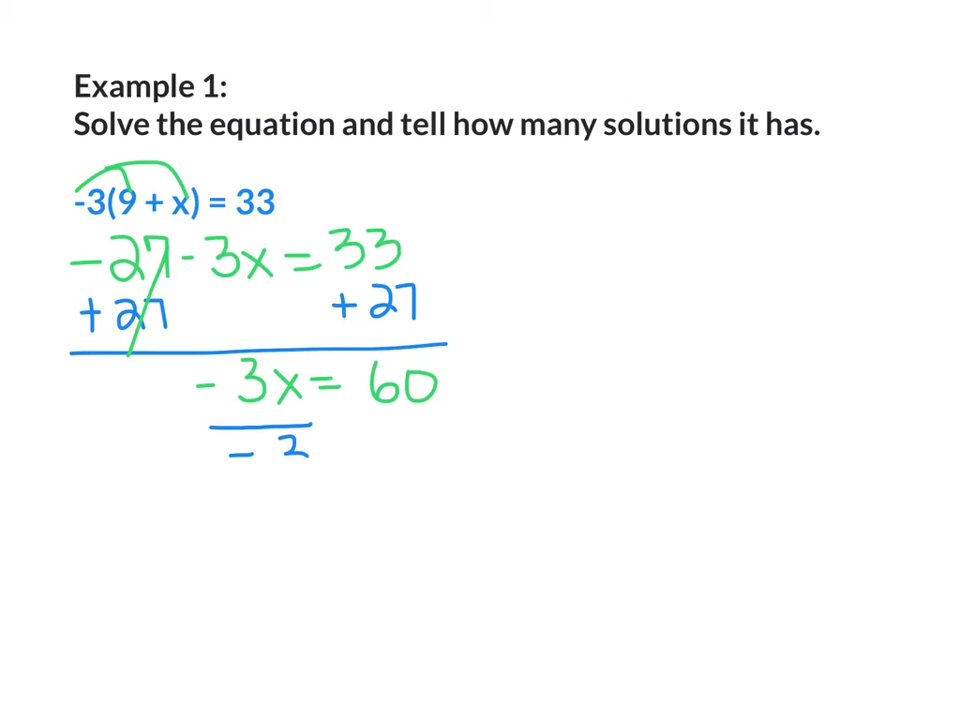 Example 1:
Solve the equation and tell how many solutions it has.
-3(9 + x) = 33
-27 - 3x = 33
+ 27 + 27
- 3x = 60
-